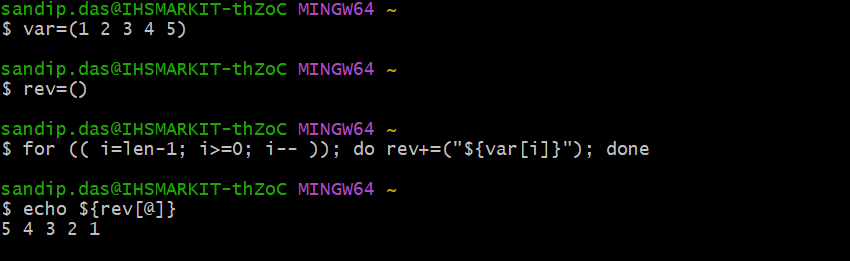 sandip.das@IHSMARKIT-thZoC MINGW64 ~
$ var=(1 2 3 4 5)
sandip.das@IHSMARKIT-thZoC MINGW64 ~
$ rev=()
sandip.das@IHSMARKIT-thZoC MINGW64 ~
$ for (( i=len-1; i>=0; i-- )); do rev+=("${var[i]}"); done
sandip.das@IHSMARKIT-thZoC MINGW64 ~
$ echo ${rev[@]}
5 4 3 2 1